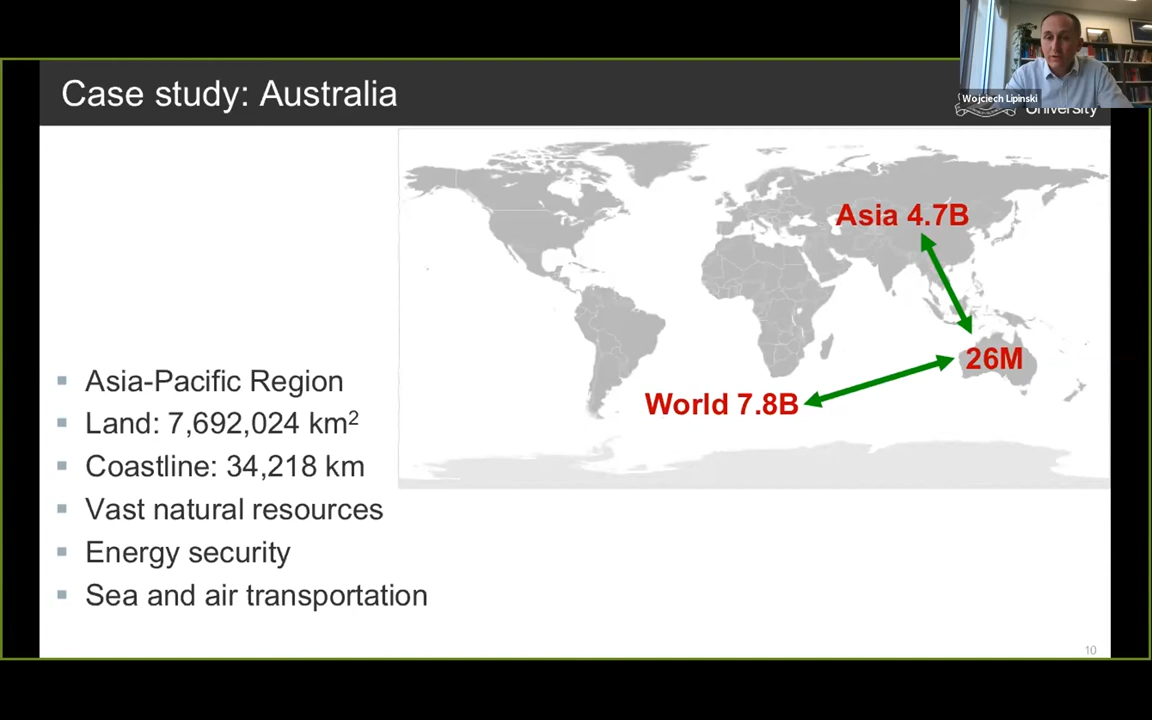 Case study: Australia
Wojciech Lipinski
University
Asia 4.7B
26M
World 7.8B
▪ Asia-Pacific Region
▪ Land: 7,692,024 km²
▪ Coastline: 34,218 km
▪ Vast natural resources
▪ Energy security
▪ Sea and air transportation
10